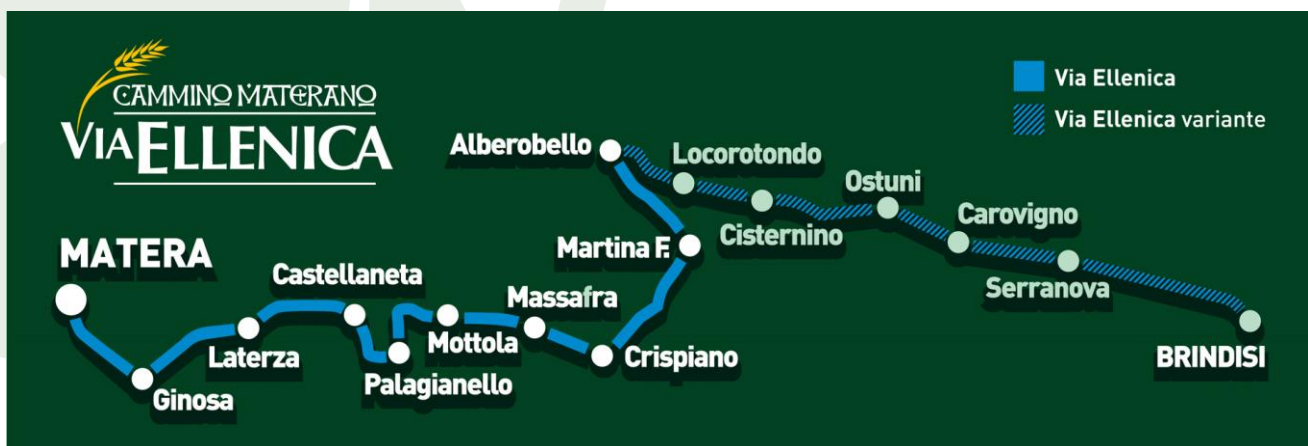 CAMMINO MATERANO
VIA ELLENICA
Via Ellenica
Via Ellenica variante
Alberobello
Locorotondo
Ostuni
Cisternino
Carovigno
MATERA
Martina F.
Castellaneta
Massafra
Serranova
Laterza
Mottola
Crispiano
BRINDISI
Palagianello
Ginosa